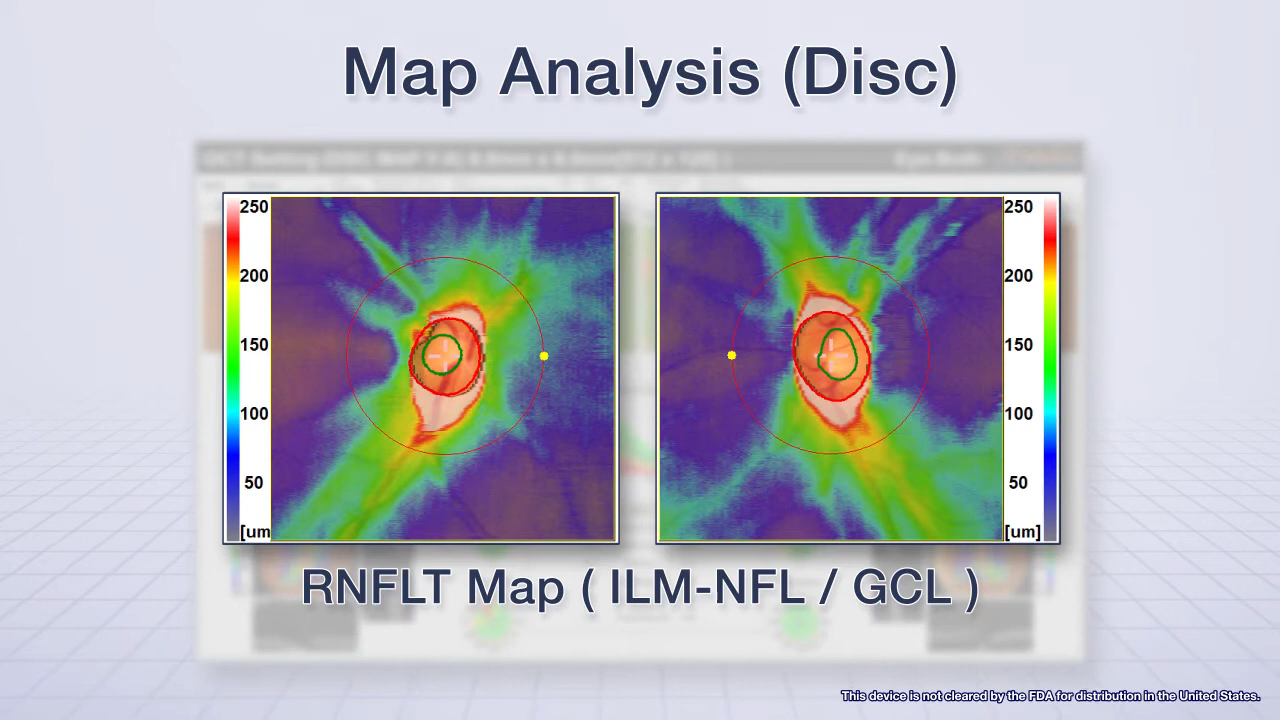 Map Analysis (Disc)
250
200
150
100
50
[um
250
200
150
100
50
[um]
RNFLT Map ( ILM-NFL / GCL )
This device is not cleared by the FDA for distribution in the United States.